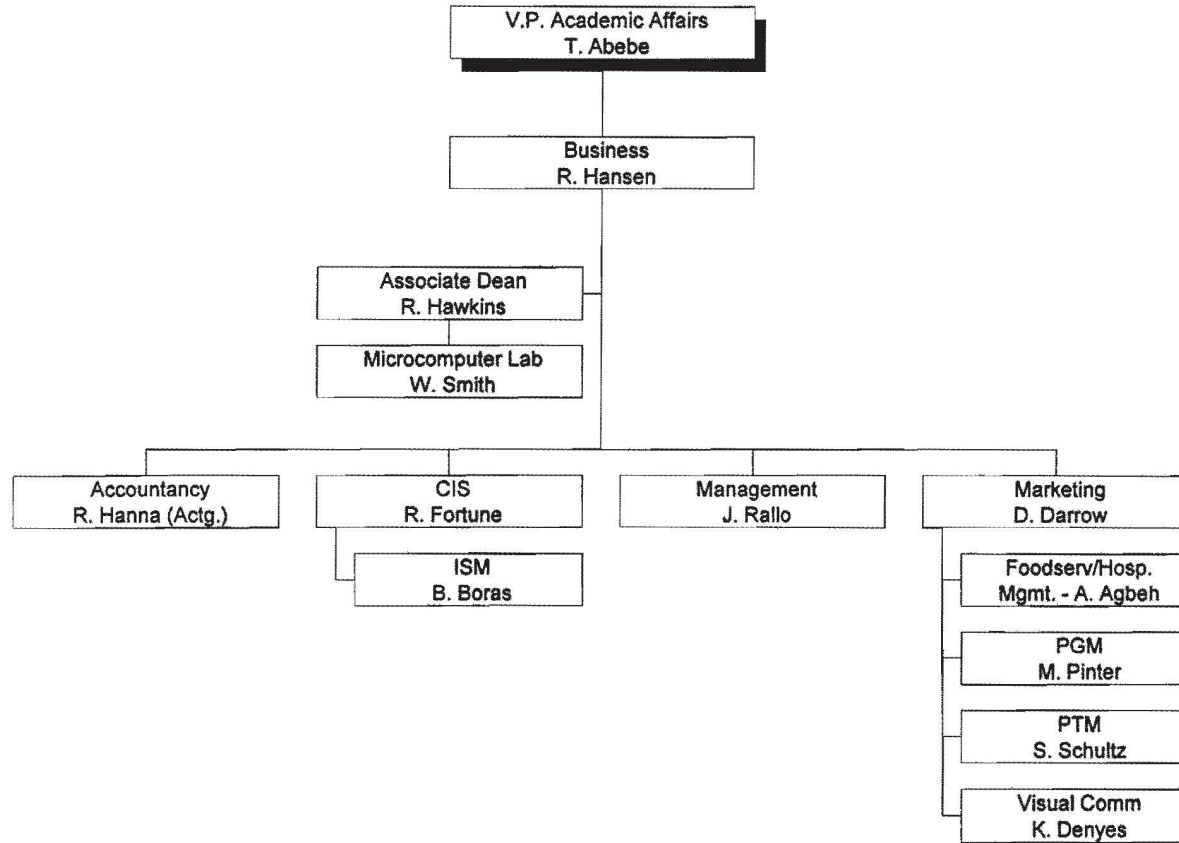 V.P. Academic Affairs
T. Abebe
Business
R. Hansen
Associate Dean
R. Hawkins
Microcomputer Lab
W. Smith
Accountancy
R. Hanna (Actg.)
CIS
R. Fortune
ISM
B. Boras
Management
J. Rallo
Marketing
D. Darrow
Foodserv/Hosp.
Mgmt. - A. Agbeh
PGM
M. Pinter
PTM
S. Schultz
Visual Comm
K. Denyes